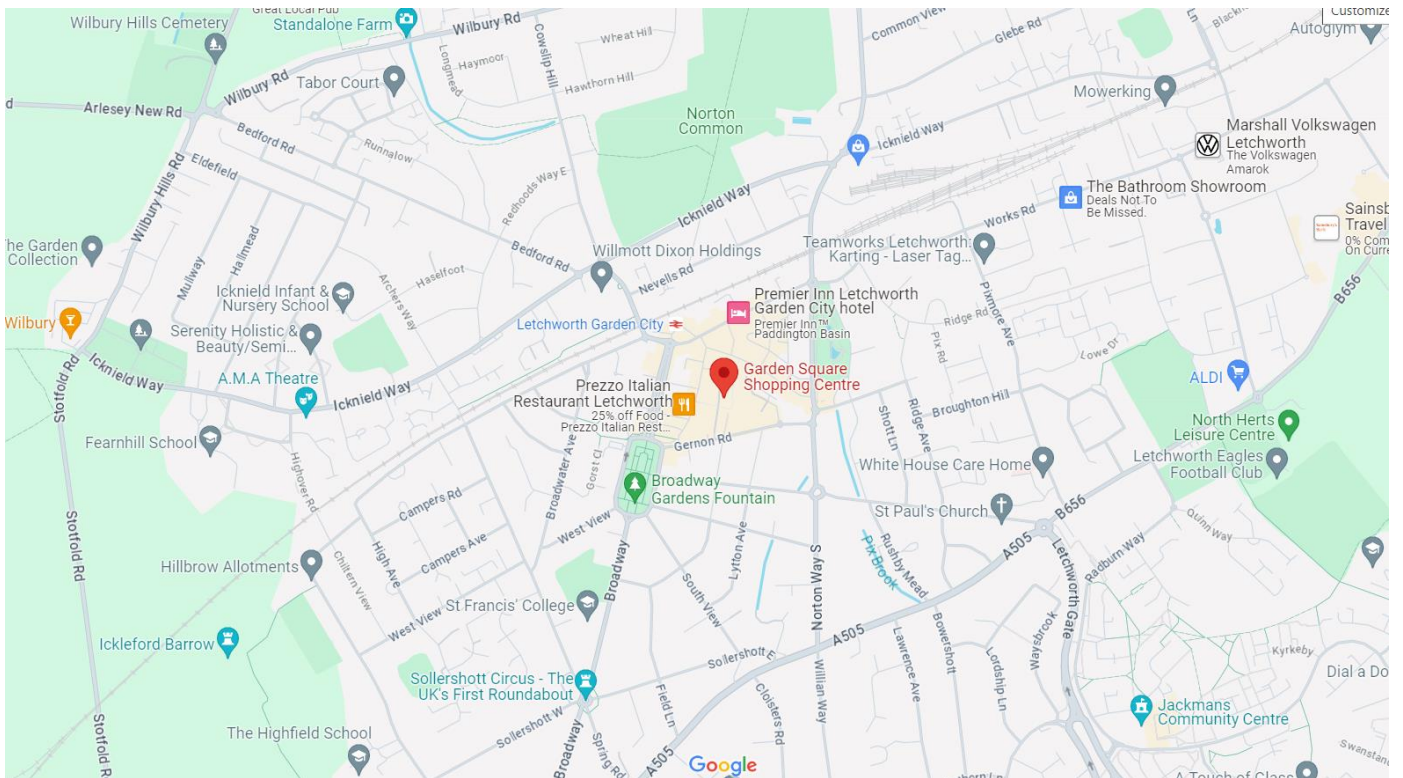 Great Local Pub
Customize
Wilbury Hills Cemetery
Standalone Farm
Wilbury Rd
Cowslip Hill
Wheat Hill
Common View
Glebe Rd
Ln
Autoglym
Longmead
Haymoor
Tabor Court
Hawthorn Hill
Mowerking
Arlesey New Rd
Wilbury Rd
Norton
Common
Icknield Way
Marshall Volkswagen
Letchworth
The Volkswagen
Amarok
Bedford Rd
Runnalow
Eldefield
Wilbury Hills Rd
Redhoods Way E
Icknield Way
The Bathroom Showroom
Deals Not To
Be Missed.
Works Rd
Sainsb
Travel
0% Com
On Curre
The Garden
Collection
Mullway
Hallmead
Haselfoot
Bedford Rd
Willmott Dixon Holdings
Teamworks Letchworth:
Karting - Laser Tag...
Nevells Rd
Icknield Infant &
Nursery School
Archers Way
Premier Inn Letchworth
Garden City hotel
Premier Inn™
Paddington Basin
Pixmore Ave
Ridge Rd
B656
Wilbury
Serenity Holistic &
Beauty/Semi...
Letchworth Garden City
Pix Rd
Lowe Dr
Icknield Way
Stotfold Rd
A.M.A Theatre
Icknield Way
Prezzo Italian
Restaurant Letchworth
25% off Food -
Prezzo Italian Rest...
Garden Square
Shopping Centre
ALDI
Broughton Hill
Shott Ln
Ridge Ave
North Herts
Leisure Centre
Letchworth Eagles
Football Club
Fearnhill School
Highover Rd
Broadwater Ave
Gorst Cl
Gernon Rd
White House Care Home
Broadway
Gardens Fountain
Campers Rd
St Paul's Church
B656
A505
Stotfold Rd
West View
Quinn Way
Hillbrow Allotments
High Ave
Campers Ave
Chiltern View
Broadway
Lytton Ave
Pix Brook
Rushby Mead
Letchworth Gate
Radburn Way
St Francis' College
South View
Norton Way S
West View
Bowershott
Waysbrook
Ickleford Barrow
A505
Sollershott E
Lawrence Ave
Lordship Ln
Kyrkeby
Dial a Do
Sollershott Circus - The
UK's First Roundabout
Field Ln
Cloisters Rd
Willian Way
Jackmans
Community Centre
Stotfold R
The Highfield School
Sollershott W
Broadway
Spring Rd
A505
Google
Swanstand
A Touch of Class